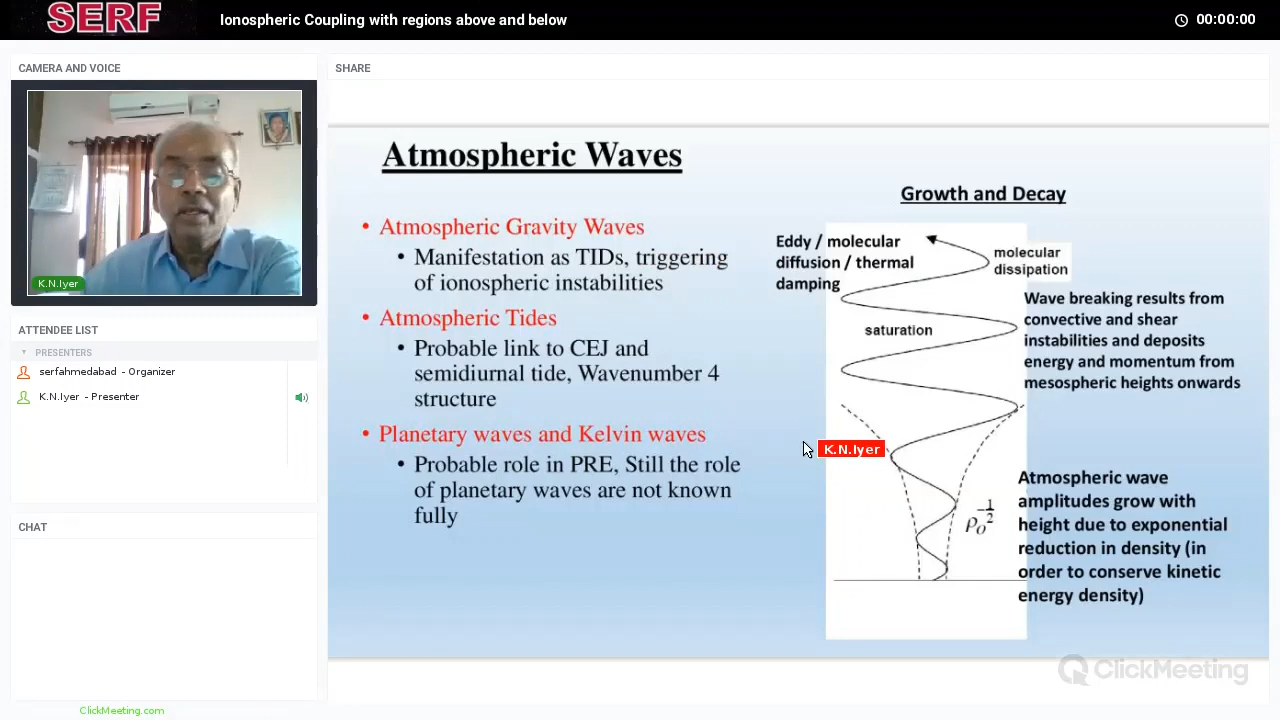 SERF
Ionospheric Coupling with regions above and below
00:00:00
CAMERA AND VOICE
K.N.Iyer
ATTENDEE LIST
PRESENTERS
serfahmedabad - Organizer
K.N.Iyer - Presenter
CHAT
ClickMeeting.com
SHARE
Atmospheric Waves
• Atmospheric Gravity Waves
• Manifestation as TIDs, triggering
of ionospheric instabilities
• Atmospheric Tides
• Probable link to CEJ and
semidiurnal tide, Wavenumber 4
structure
• Planetary waves and Kelvin waves
• Probable role in PRE, Still the role
of planetary waves are not known
fully
Growth and Decay
Eddy / molecular
diffusion / thermal
damping
molecular
dissipation
saturation
Wave breaking results from
convective and shear
instabilities and deposits
energy and momentum from
mesospheric heights onwards
K.N.Iyer
ρ₀^(-1/2)
Atmospheric wave
amplitudes grow with
height due to exponential
reduction in density (in
order to conserve kinetic
energy density)
ClickMeeting